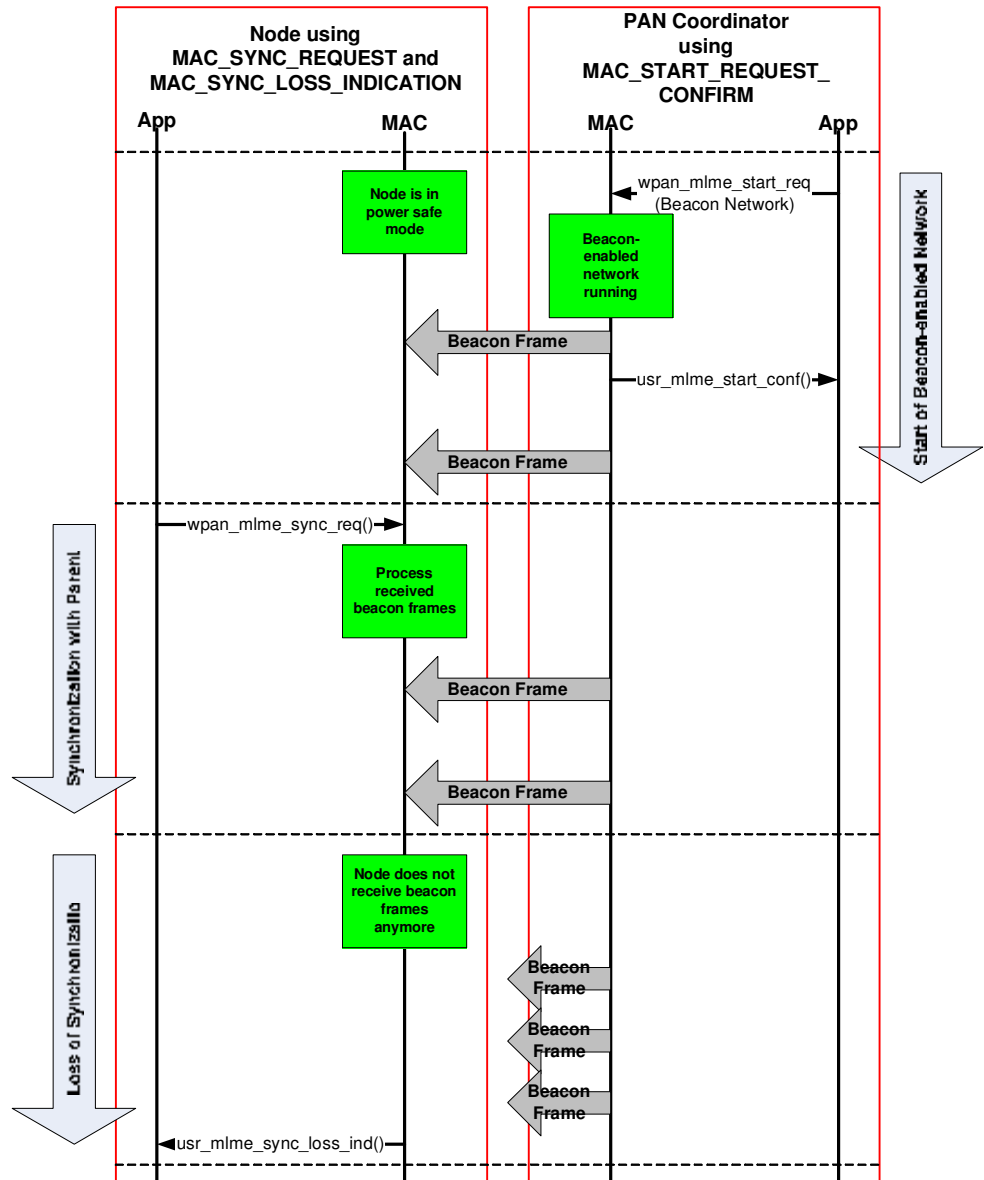 Node using
MAC_SYNC_REQUEST and
MAC_SYNC_LOSS_INDICATION
PAN Coordinator
using
MAC_START_REQUEST_
CONFIRM
App
MAC
MAC
App
Node is in
power safe
mode
wpan_mlme_start_req
(Beacon Network)
Beacon-
enabled
network
running
Beacon Frame
usr_mlme_start_conf()
Beacon Frame
Start of Beacon-enabled Network
wpan_mlme_sync_req()
Process
received
beacon frames
Beacon Frame
Beacon Frame
Synchronization with Parent
Node does not
receive beacon
frames
anymore
Beacon
Frame
Beacon
Frame
Beacon
Frame
Loss of Synchronizatio
usr_mlme_sync_loss_ind()